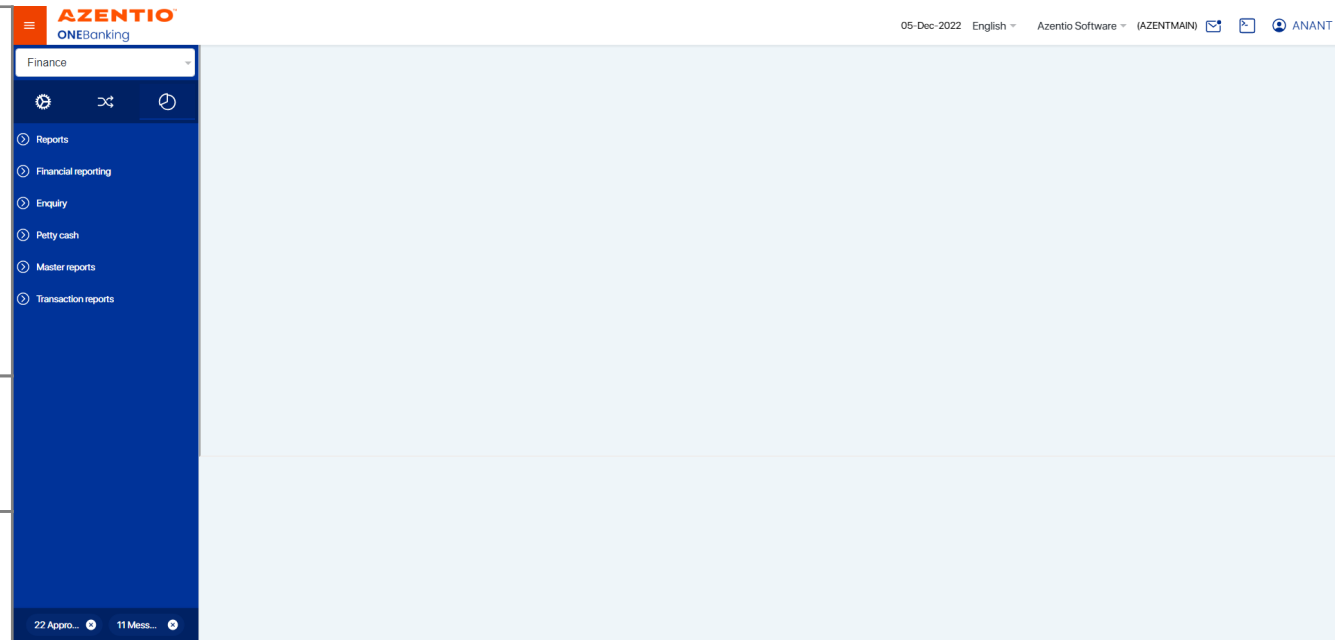 AZENTIO™
ONEBanking
05-Dec-2022 English Azentio Software (AZENTMAIN) ANANT
Finance
Reports
Financial reporting
Enquiry
Petty cash
Master reports
Transaction reports
22 Appro... 11 Mess...